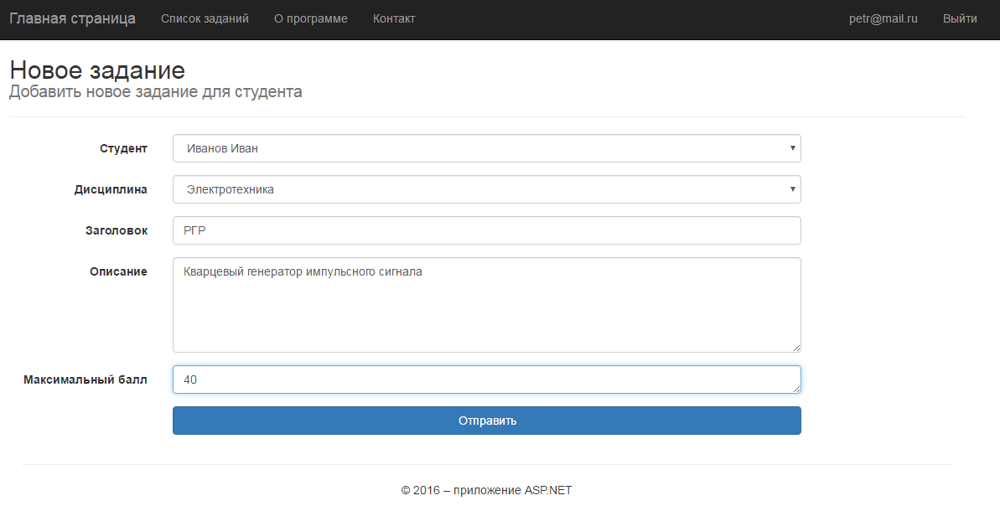 Главная страница Список заданий О программе Контакт petr@mail.ru Выйти
Новое задание
Добавить новое задание для студента
Студент Иванов Иван
Дисциплина Электротехника
Заголовок РГР
Описание Кварцевый генератор импульсного сигнала
Максимальный балл 40
Отправить
© 2016 – приложение ASP.NET